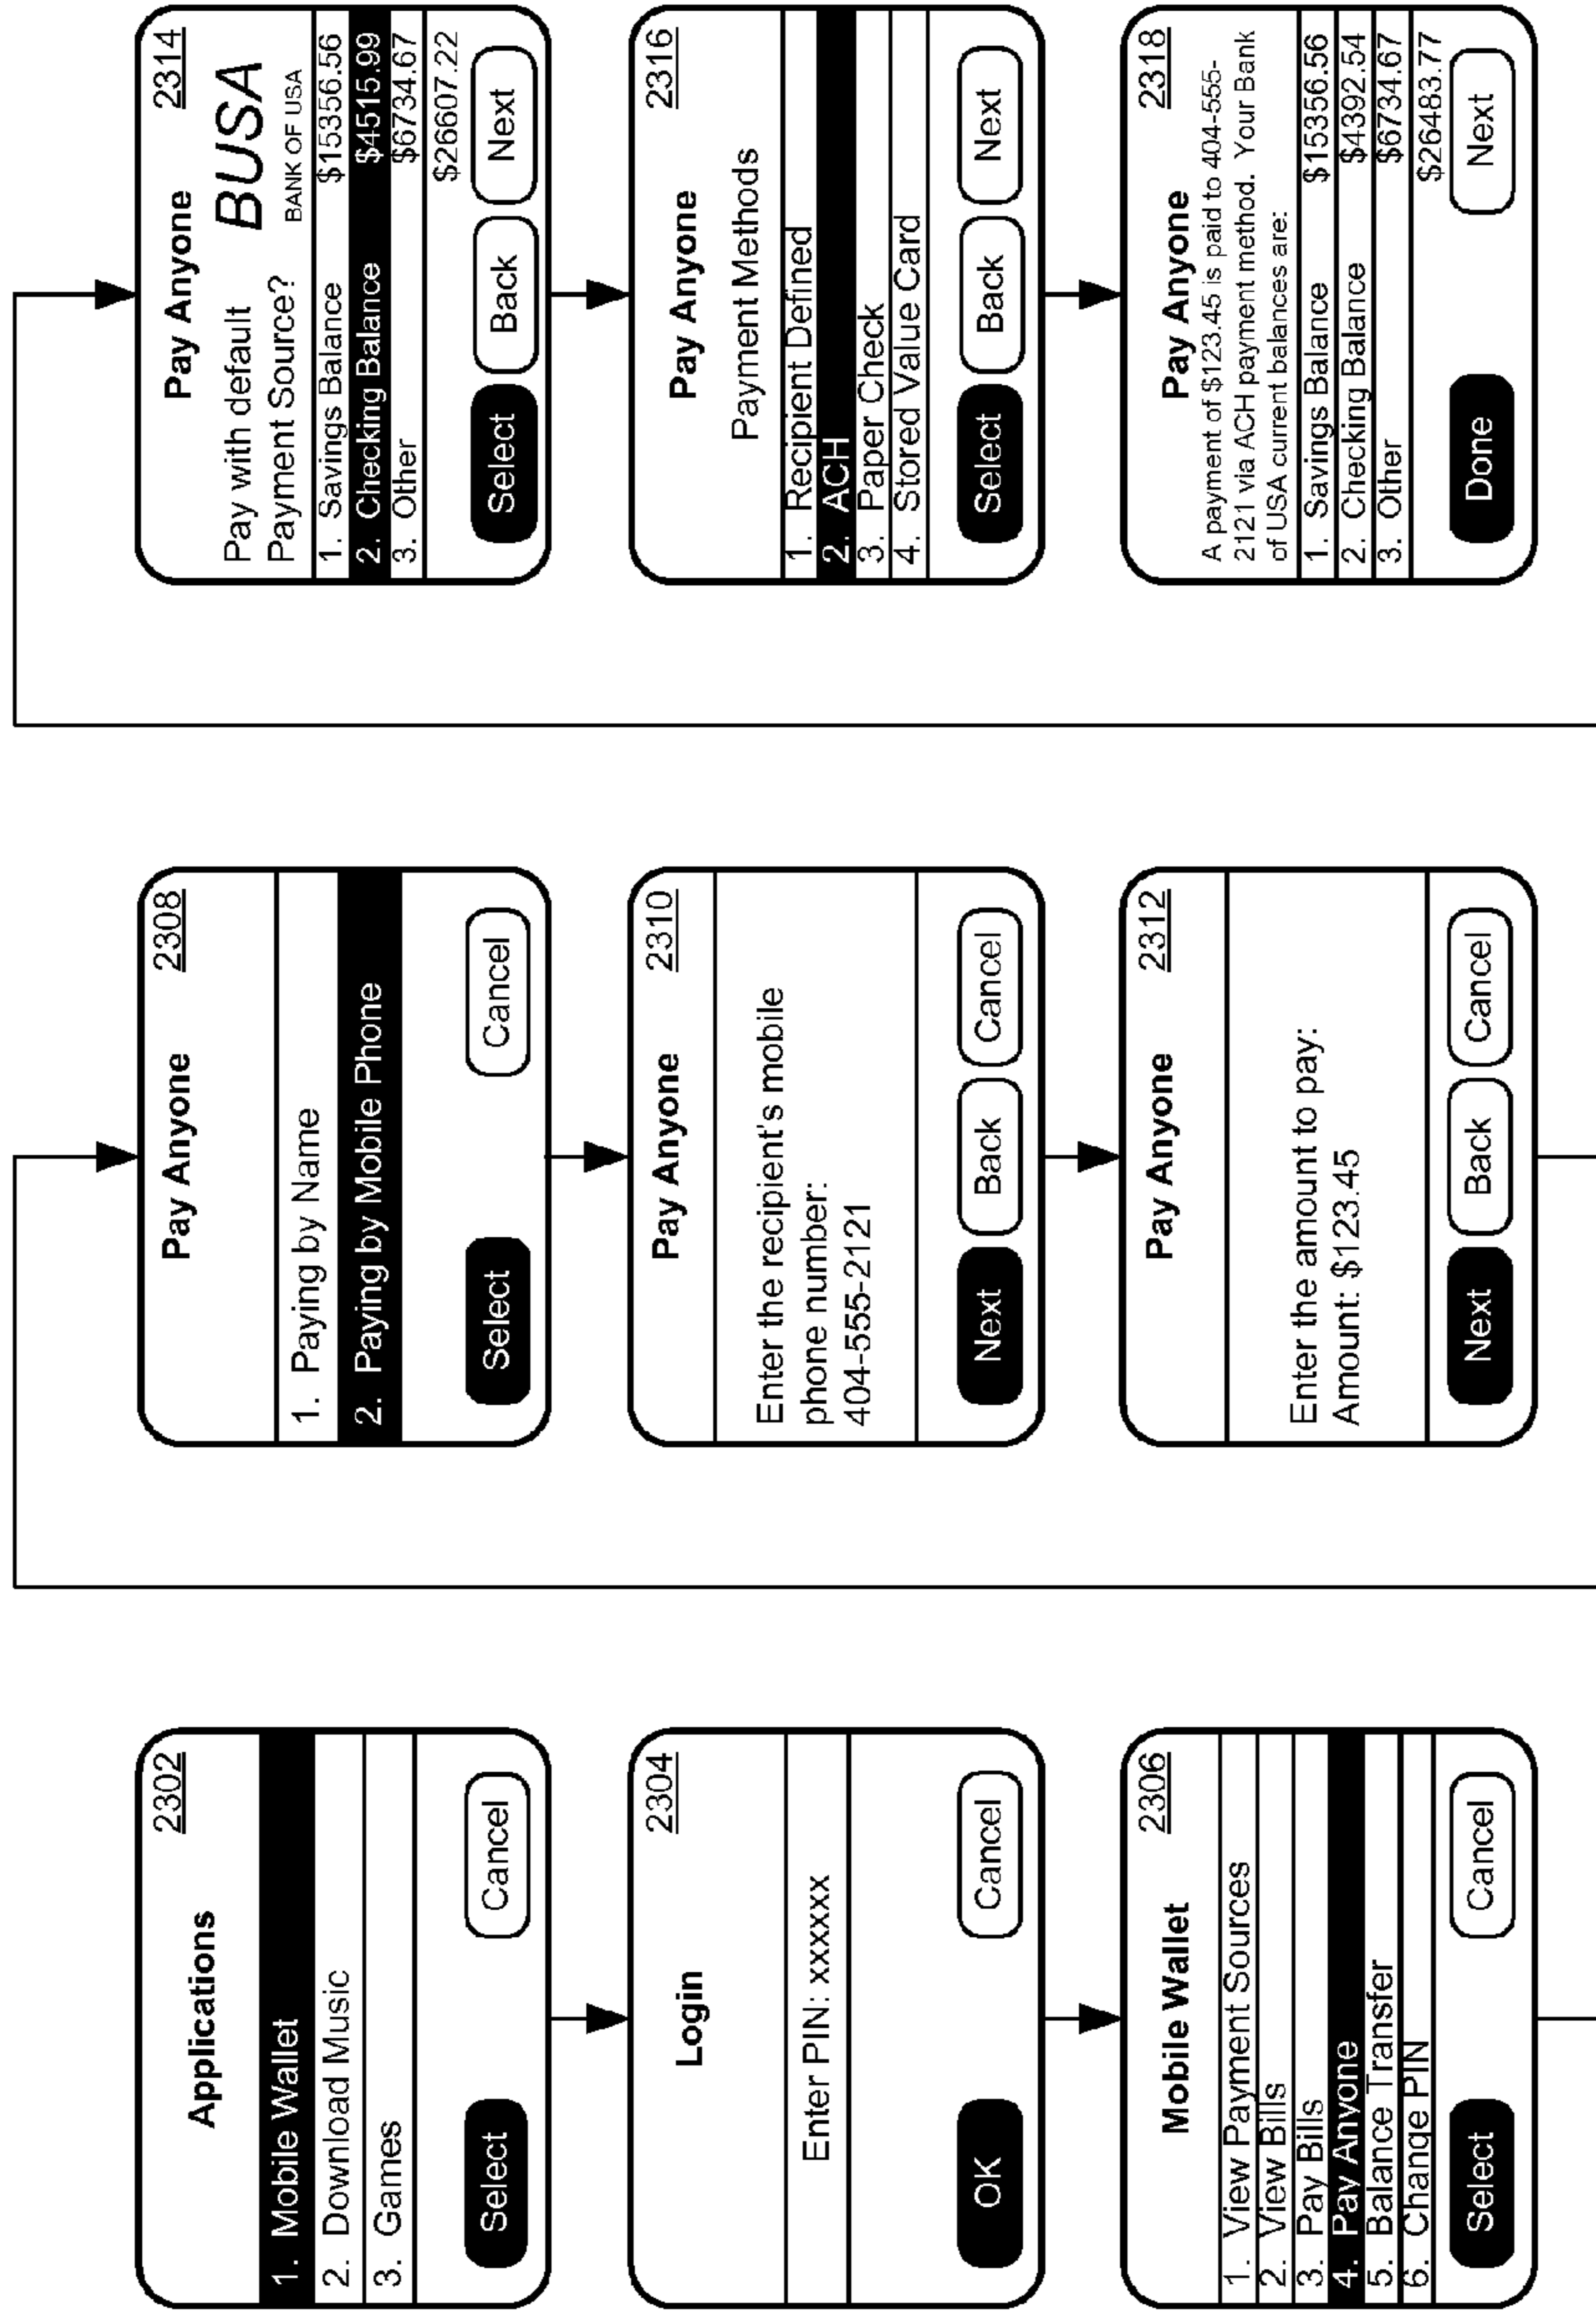 2302
Applications
1. Mobile Wallet
2. Download Music
3. Games
Select
Cancel
2304
Login
Enter PIN: xxxxxx
OK
Cancel
2306
Mobile Wallet
1. View Payment Sources
2. View Bills
3. Pay Bills
4. Pay Anyone
5. Balance Transfer
6. Change PIN
Select
Cancel
2308
Pay Anyone
1. Paying by Name
2. Paying by Mobile Phone
Select
Cancel
2310
Pay Anyone
Enter the recipient's mobile
phone number:
404-555-2121
Next
Back
Cancel
2312
Pay Anyone
Enter the amount to pay:
Amount: $123.45
Next
Back
Cancel
2314
Pay Anyone
Pay with default
Payment Source?
BUSA
BANK OF USA
1. Savings Balance $15356.56
2. Checking Balance $4515.99
3. Other $6734.67
$26607.22
Select
Back
Next
2316
Pay Anyone
Payment Methods
1. Recipient Defined
2. ACH
3. Paper Check
4. Stored Value Card
Select
Back
Next
2318
Pay Anyone
A payment of $123.45 is paid to 404-555-
2121 via ACH payment method. Your Bank
of USA current balances are:
1. Savings Balance $15356.56
2. Checking Balance $4392.54
3. Other $6734.67
$26483.77
Done
Next